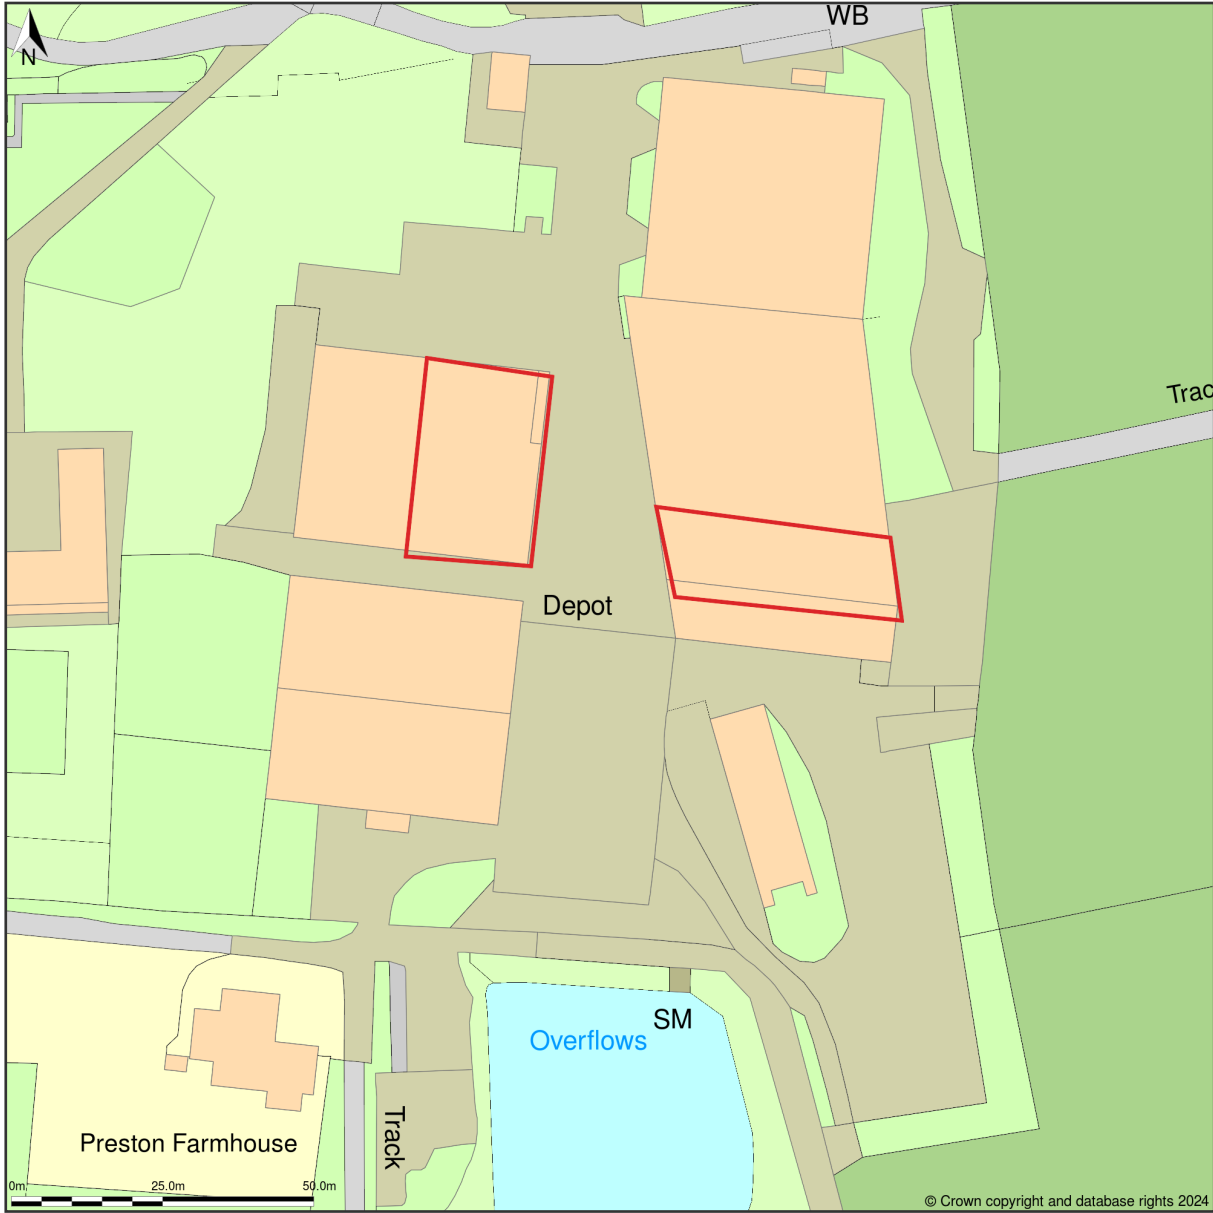 WB
N
Trac
Depot
SM
Overflows
Track
Preston Farmhouse
0m 25.0m 50.0m
© Crown copyright and database rights 2024